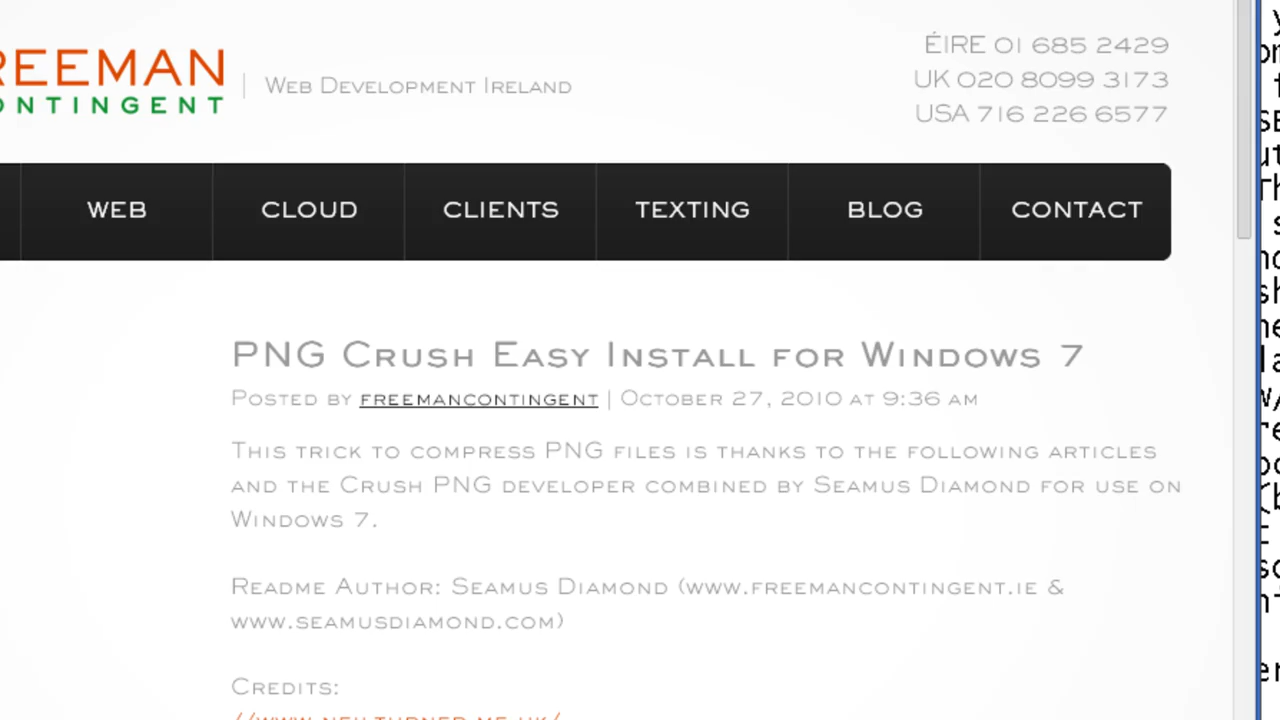 REEMAN
ONTINGENT
Web Development Ireland
ÉIRE 01 685 2429
UK 020 8099 3173
USA 716 226 6577
WEB
CLOUD
CLIENTS
TEXTING
BLOG
CONTACT
PNG Crush Easy Install for Windows 7
Posted by freemancontingent | October 27, 2010 at 9:36 am
This trick to compress PNG files is thanks to the following articles
and the Crush PNG developer combined by Seamus Diamond for use on
Windows 7.
Readme Author: Seamus Diamond (www.freemancontingent.ie &
www.seamusdiamond.com)
Credits:
//www.neilturner.me.uk/